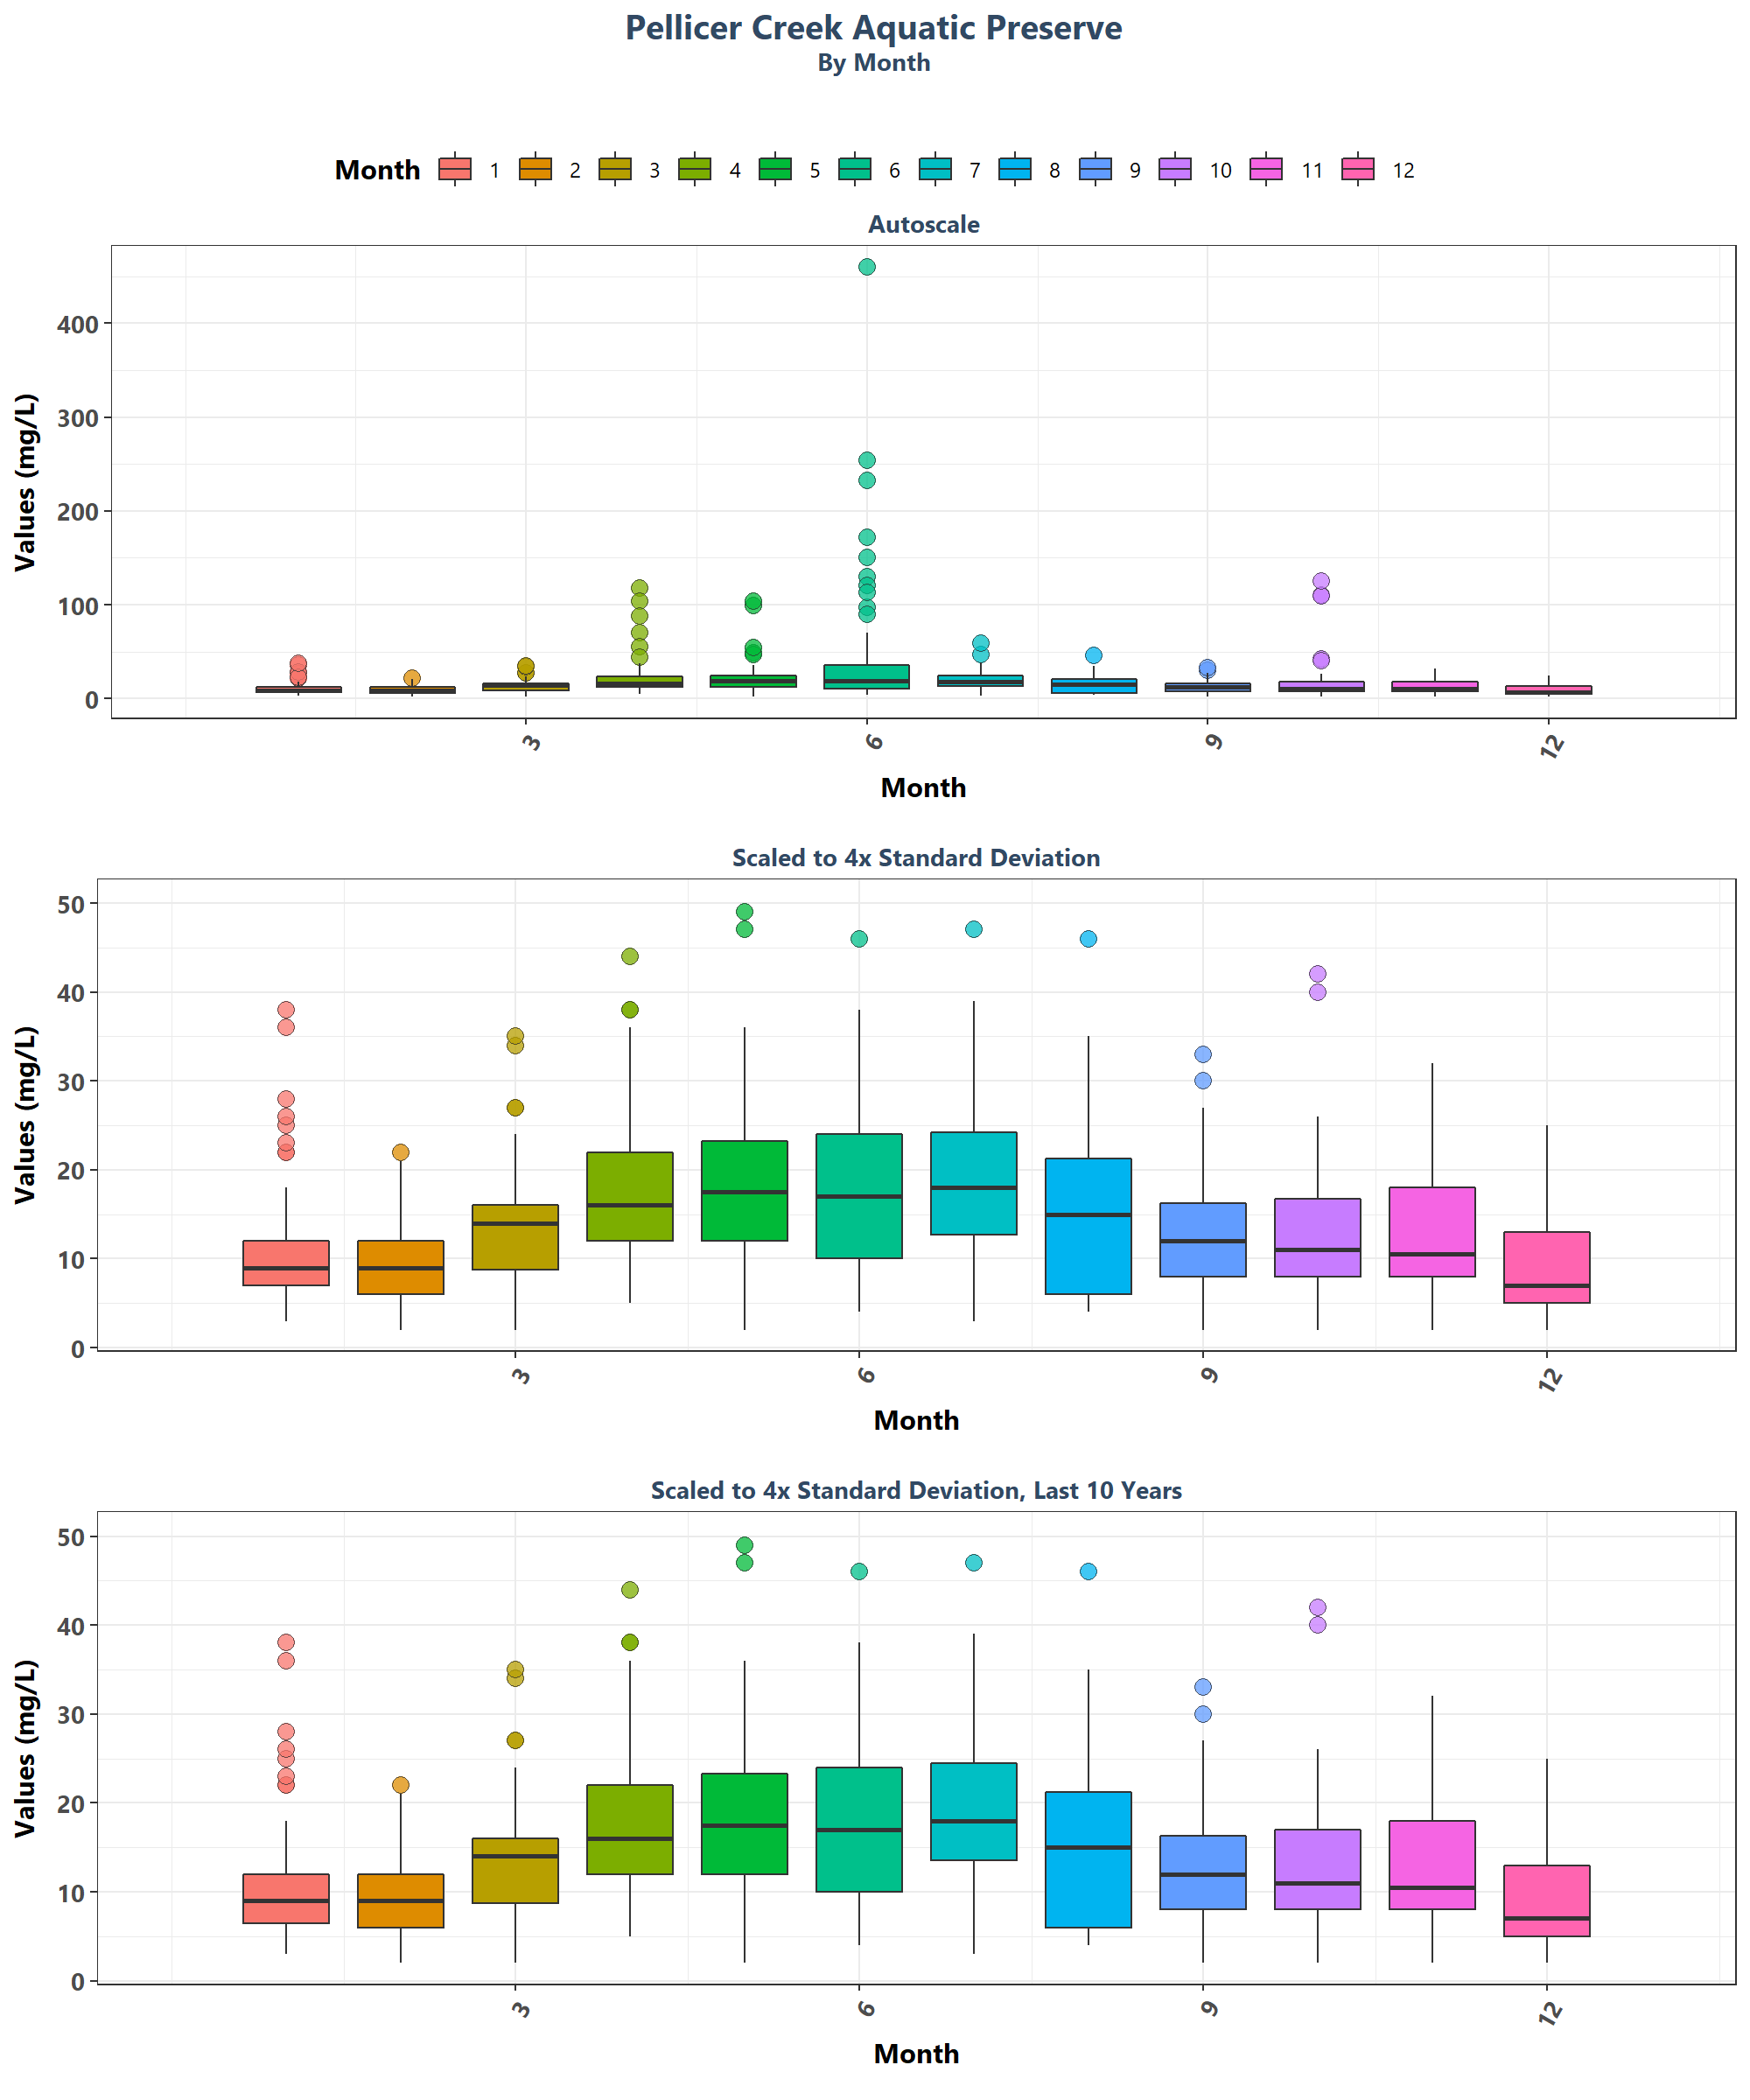 Pellicer Creek Aquatic Preserve
By Month
Month 1 2 3 4 5 6 7 8 9 10 11 12
Autoscale
Values (mg/L)
400
300
200
100
0
3 6 9 12
Month
Scaled to 4x Standard Deviation
Values (mg/L)
50
40
30
20
10
0
3 6 9 12
Month
Scaled to 4x Standard Deviation, Last 10 Years
Values (mg/L)
50
40
30
20
10
0
3 6 9 12
Month